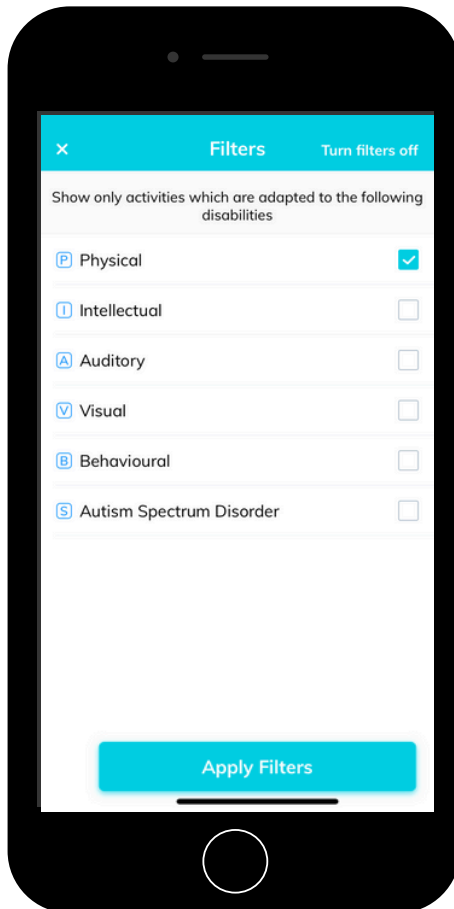 × Filters Turn filters off
Show only activities which are adapted to the following
disabilities
P Physical
I Intellectual
A Auditory
V Visual
B Behavioural
S Autism Spectrum Disorder
Apply Filters